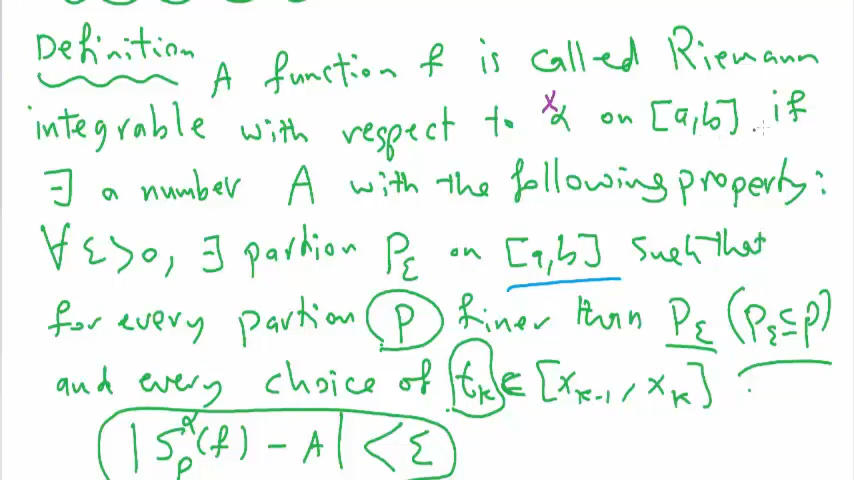 Definition
A function f is called Riemann
integrable with respect to α on [a,b] if
∃ a number A with the following property:
∀ ε>0, ∃ partion P_ε on [a,b] such that
for every partion P finer than P_ε (P_ε ⊆ P)
and every choice of t_k ∈ [x_{k-1}, x_k]
|S_p^α(f) - A| < ε